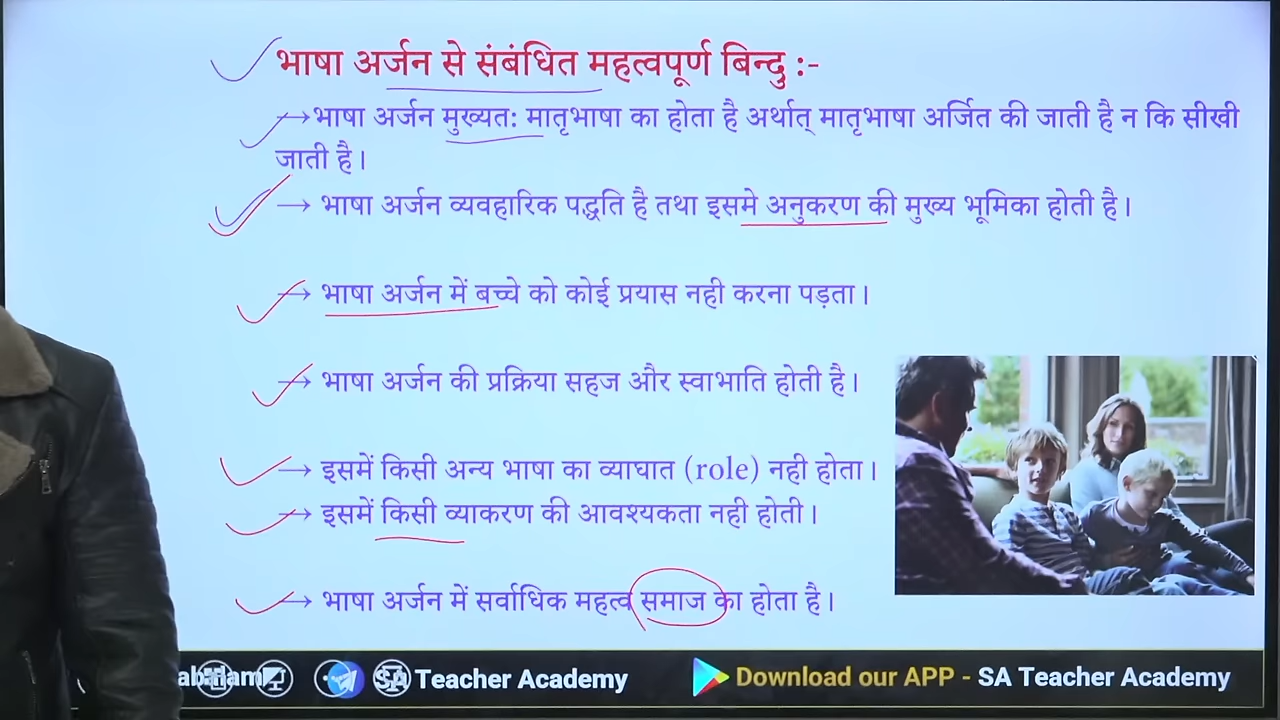 भाषा अर्जन से संबंधित महत्वपूर्ण बिन्दु :-
→भाषा अर्जन मुख्यत: मातृभाषा का होता है अर्थात् मातृभाषा अर्जित की जाती है न कि सीखी
जाती है।
→ भाषा अर्जन व्यवहारिक पद्धति है तथा इसमे अनुकरण की मुख्य भूमिका होती है।
→ भाषा अर्जन में बच्चे को कोई प्रयास नही करना पड़ता।
→ भाषा अर्जन की प्रक्रिया सहज और स्वाभाति होती है।
→ इसमें किसी अन्य भाषा का व्याघात (role) नही होता।
→ इसमें किसी व्याकरण की आवश्यकता नही होती।
→ भाषा अर्जन में सर्वाधिक महत्व समाज का होता है।
SA Teacher Academy
Download our APP - SA Teacher Academy